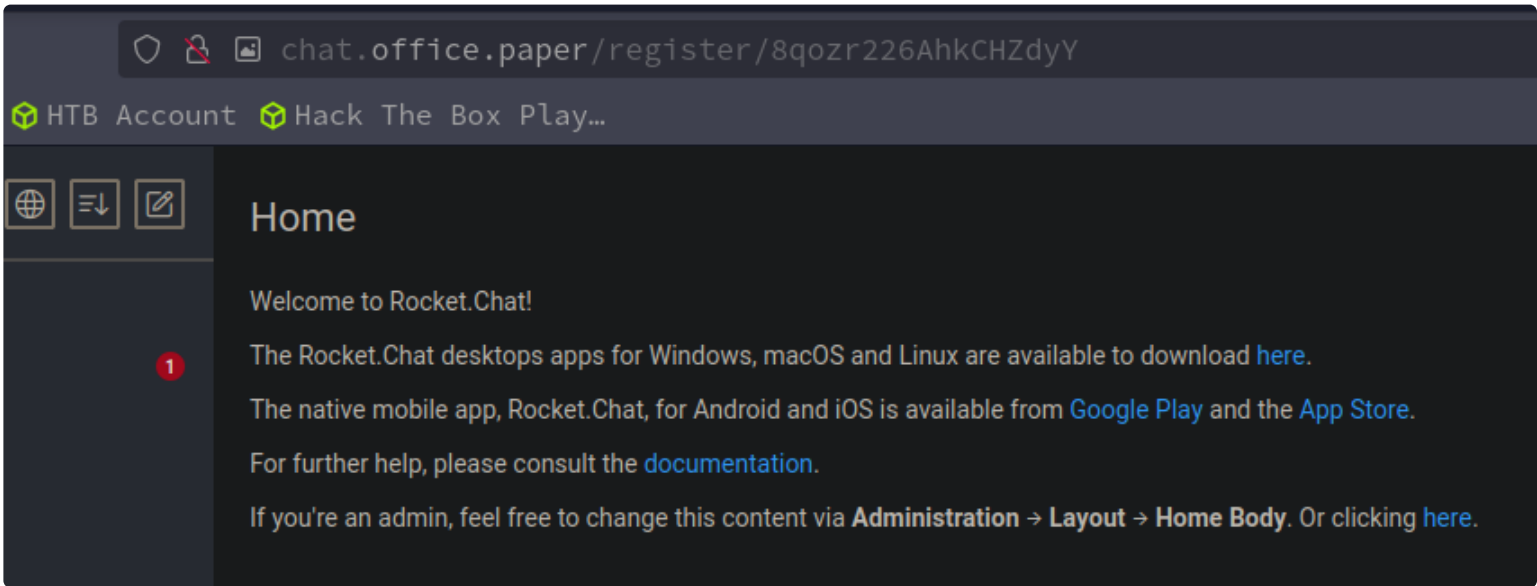 chat.office.paper/register/8qozr226AhkCHZdyY
HTB Account Hack The Box Play…
Home
Welcome to Rocket.Chat!
1
The Rocket.Chat desktops apps for Windows, macOS and Linux are available to download here.
The native mobile app, Rocket.Chat, for Android and iOS is available from Google Play and the App Store.
For further help, please consult the documentation.
If you're an admin, feel free to change this content via Administration → Layout → Home Body. Or clicking here.